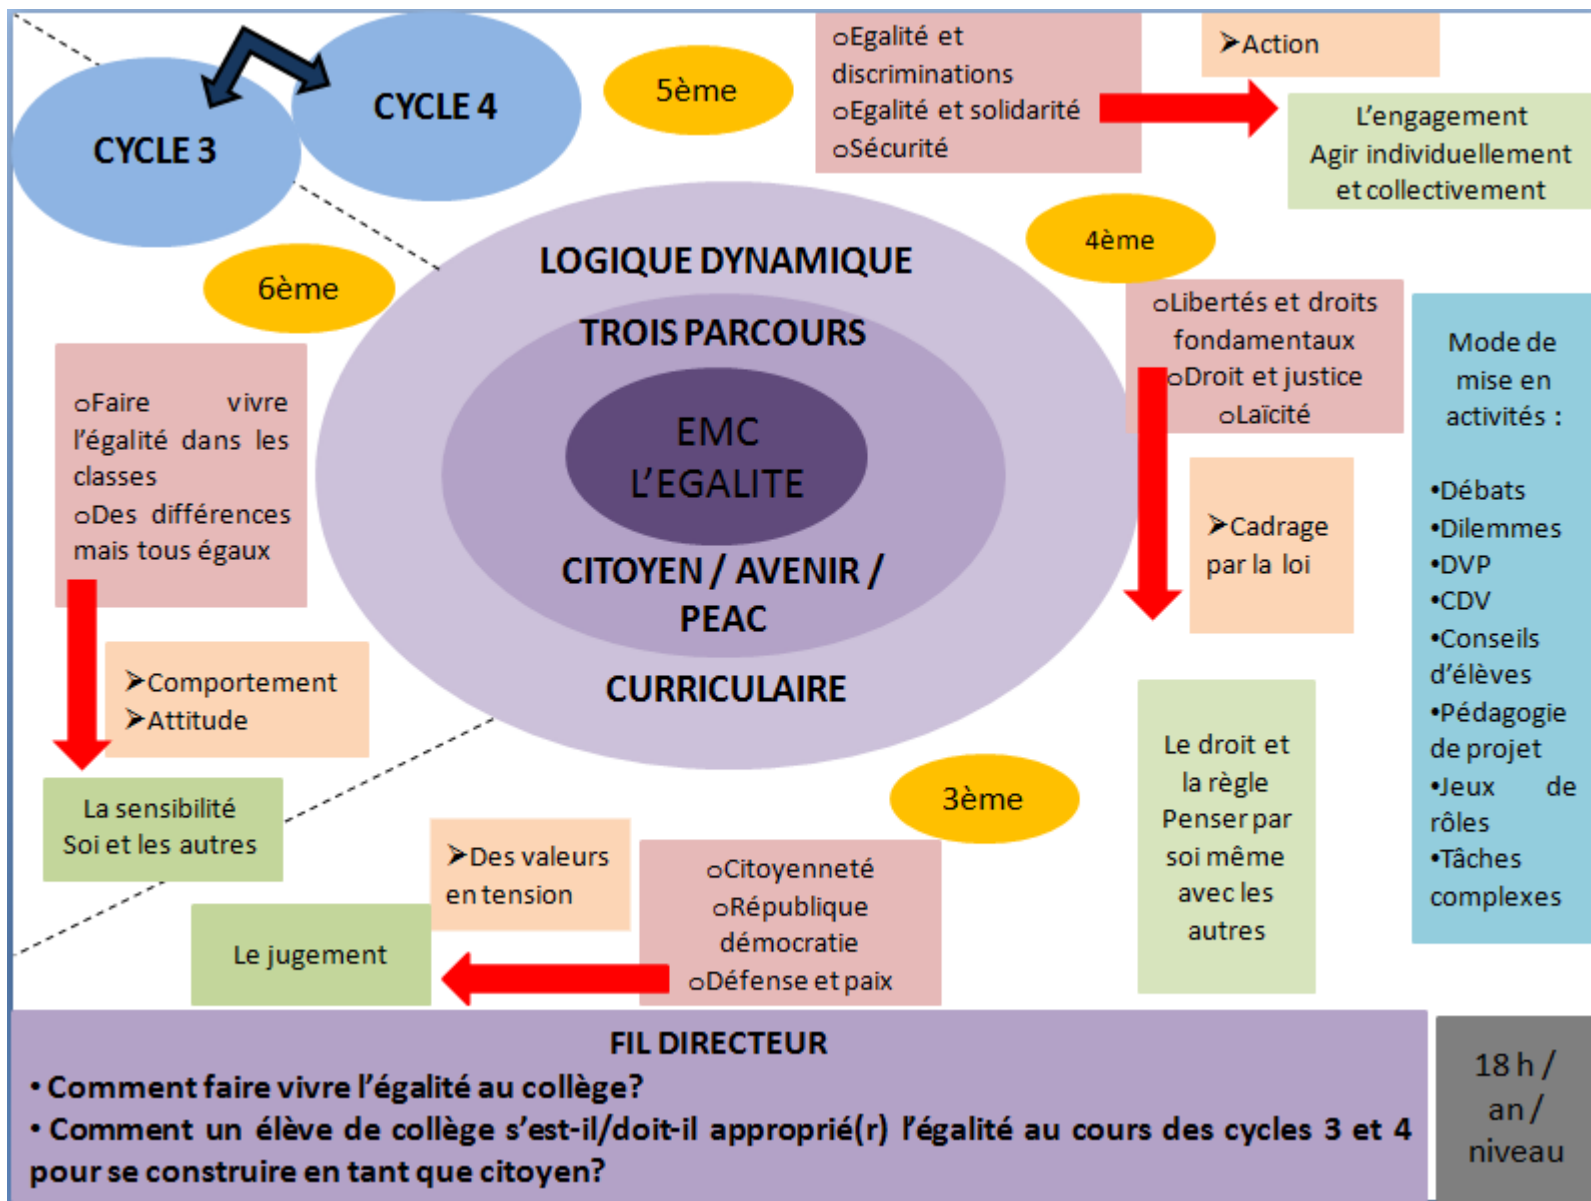 CYCLE 3
CYCLE 4
5ème
oEgalité et
discriminations
oEgalité et solidarité
oSécurité
➤Action
L’engagement
Agir individuellement
et collectivement
6ème
oFaire vivre
l’égalité dans les
classes
oDes différences
mais tous égaux
➤Comportement
➤Attitude
La sensibilité
Soi et les autres
LOGIQUE DYNAMIQUE
TROIS PARCOURS
EMC
L’EGALITE
CITOYEN / AVENIR /
PEAC
CURRICULAIRE
4ème
oLibertés et droits
fondamentaux
oDroit et justice
oLaïcité
➤Cadrage
par la loi
Le droit et
la règle
Penser par
soi même
avec les
autres
Mode de
mise en
activités :
•Débats
•Dilemmes
•DVP
•CDV
•Conseils
d’élèves
•Pédagogie
de projet
•Jeux de
rôles
•Tâches
complexes
3ème
oCitoyenneté
oRépublique
démocratie
oDéfense et paix
➤Des valeurs
en tension
Le jugement
FIL DIRECTEUR
• Comment faire vivre l’égalité au collège?
• Comment un élève de collège s’est-il/doit-il approprié(r) l’égalité au cours des cycles 3 et 4
pour se construire en tant que citoyen?
18 h /
an /
niveau